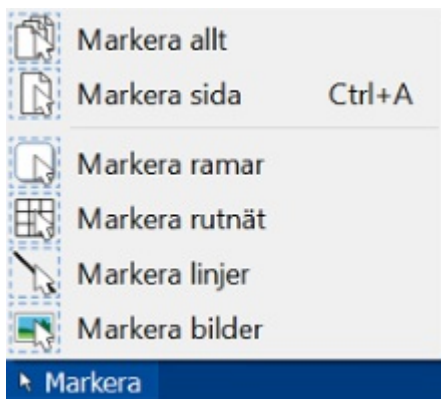 Markera allt
Markera sida Ctrl+A
Markera ramar
Markera rutnät
Markera linjer
Markera bilder
Markera